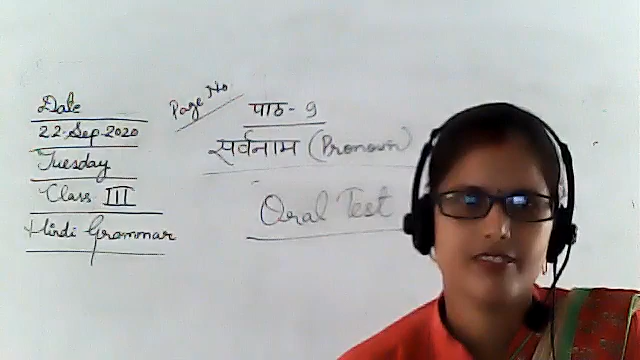 Date
22-Sep.2020
Tuesday
Class III
Hindi Grammar
Page No
पाठ- 9
सर्वनाम (Pronoun)
Oral Test